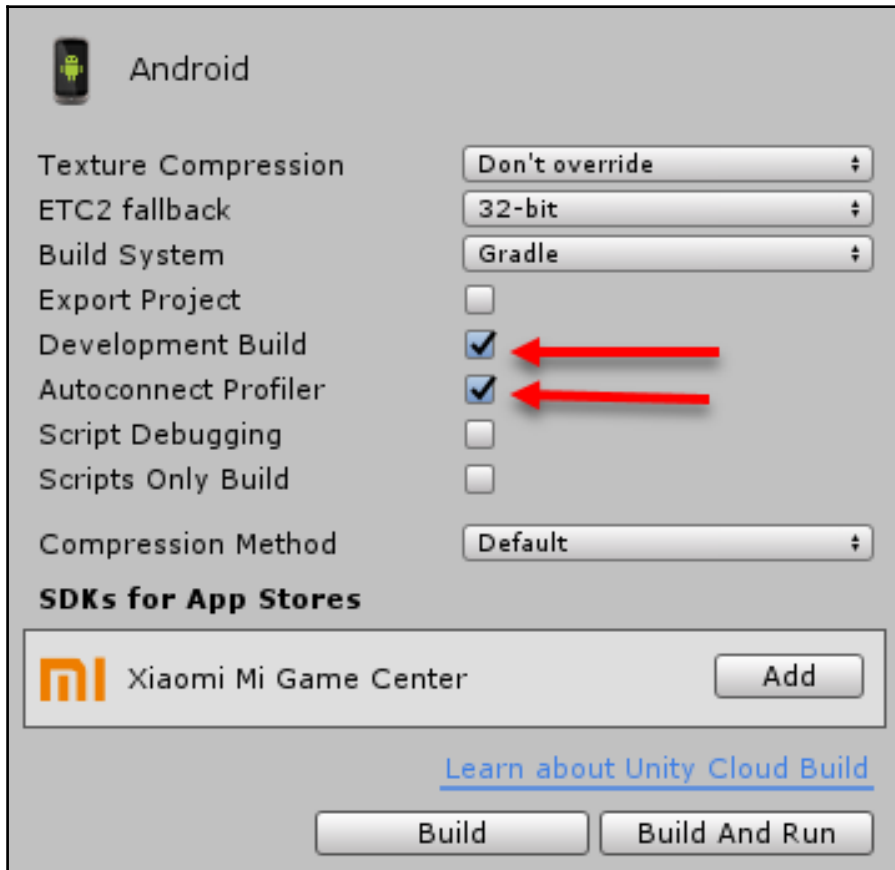 Android
Texture Compression Don't override
ETC2 fallback 32-bit
Build System Gradle
Export Project
Development Build
Autoconnect Profiler
Script Debugging
Scripts Only Build
Compression Method Default
SDKs for App Stores
Xiaomi Mi Game Center Add
Learn about Unity Cloud Build
Build Build And Run